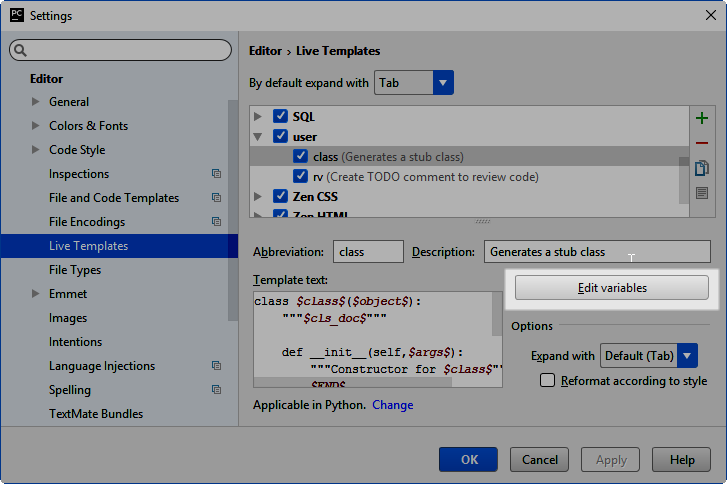 PC Settings
Editor › Live Templates
Editor
By default expand with Tab
General
Colors & Fonts
SQL
user
Code Style
class (Generates a stub class)
Inspections
rv (Create TODO comment to review code)
File and Code Templates
Zen CSS
Zen HTML
File Encodings
Live Templates
Abbreviation: class Description: Generates a stub class
File Types
Template text:
Edit variables
Emmet
class $class$($object$):
"""$cls_doc$"""
Images
Options
Intentions
def __init__(self,$args$):
Expand with Default (Tab)
Language Injections
"""Constructor for $class$""
Reformat according to style
Spelling
$END$
Applicable in Python. Change
TextMate Bundles
OK Cancel Apply Help